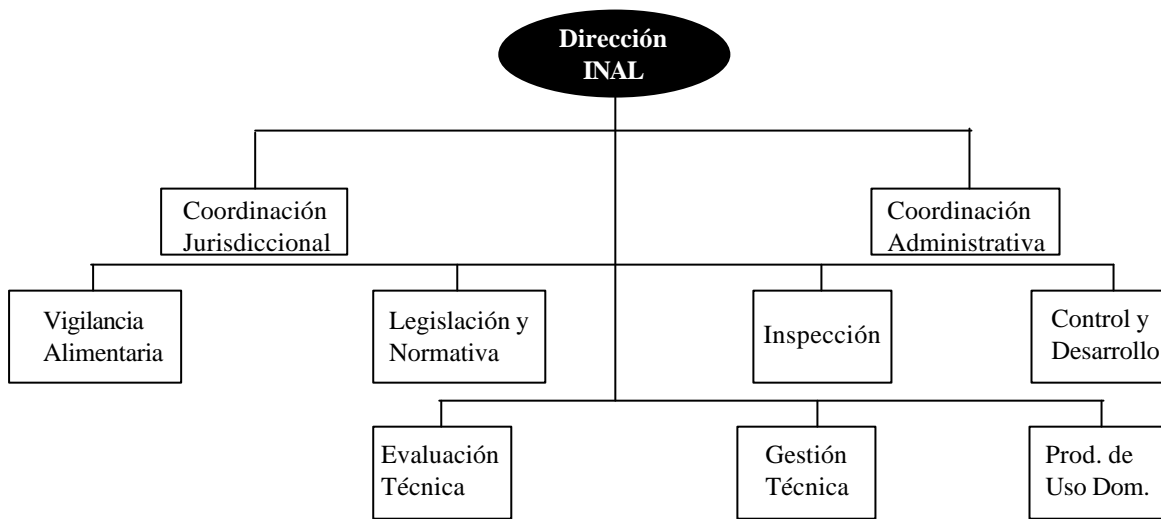 Dirección
INAL
Coordinación
Jurisdiccional
Coordinación
Administrativa
Vigilancia
Alimentaria
Legislación y
Normativa
Inspección
Control y
Desarrollo
Evaluación
Técnica
Gestión
Técnica
Prod. de
Uso Dom.